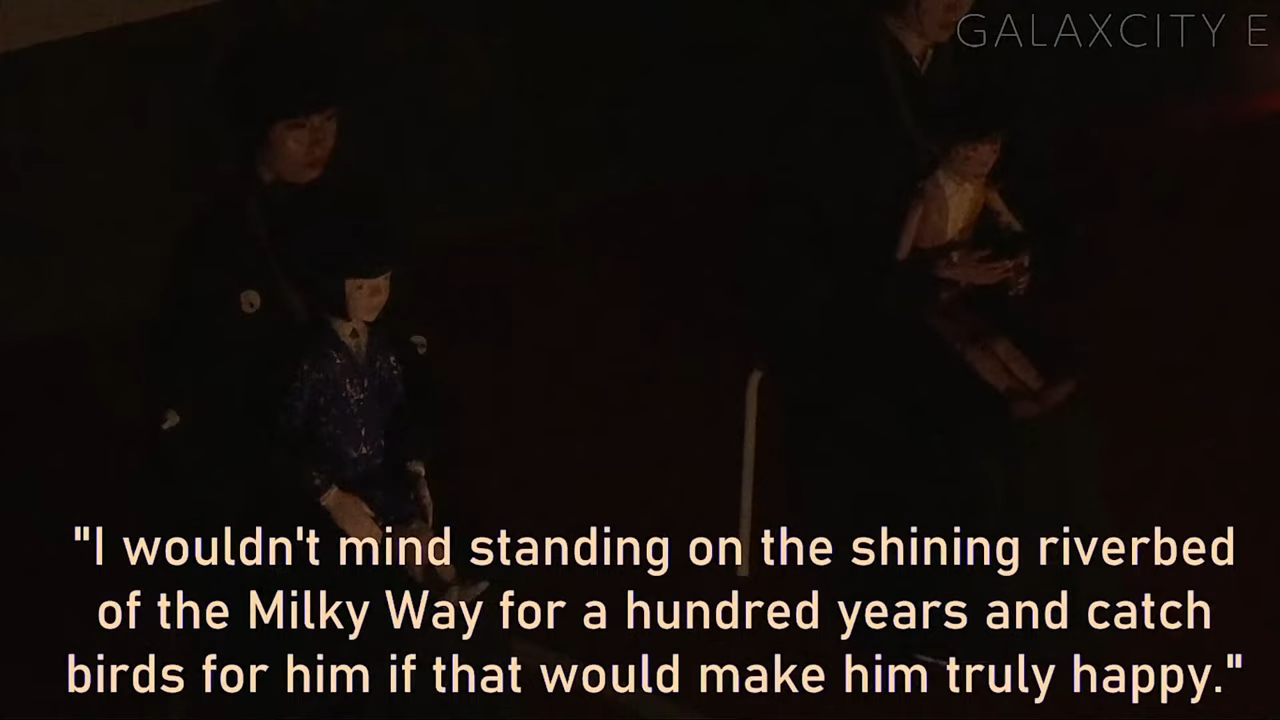 GALAXCITY E
"I wouldn't mind standing on the shining riverbed
of the Milky Way for a hundred years and catch
birds for him if that would make him truly happy."